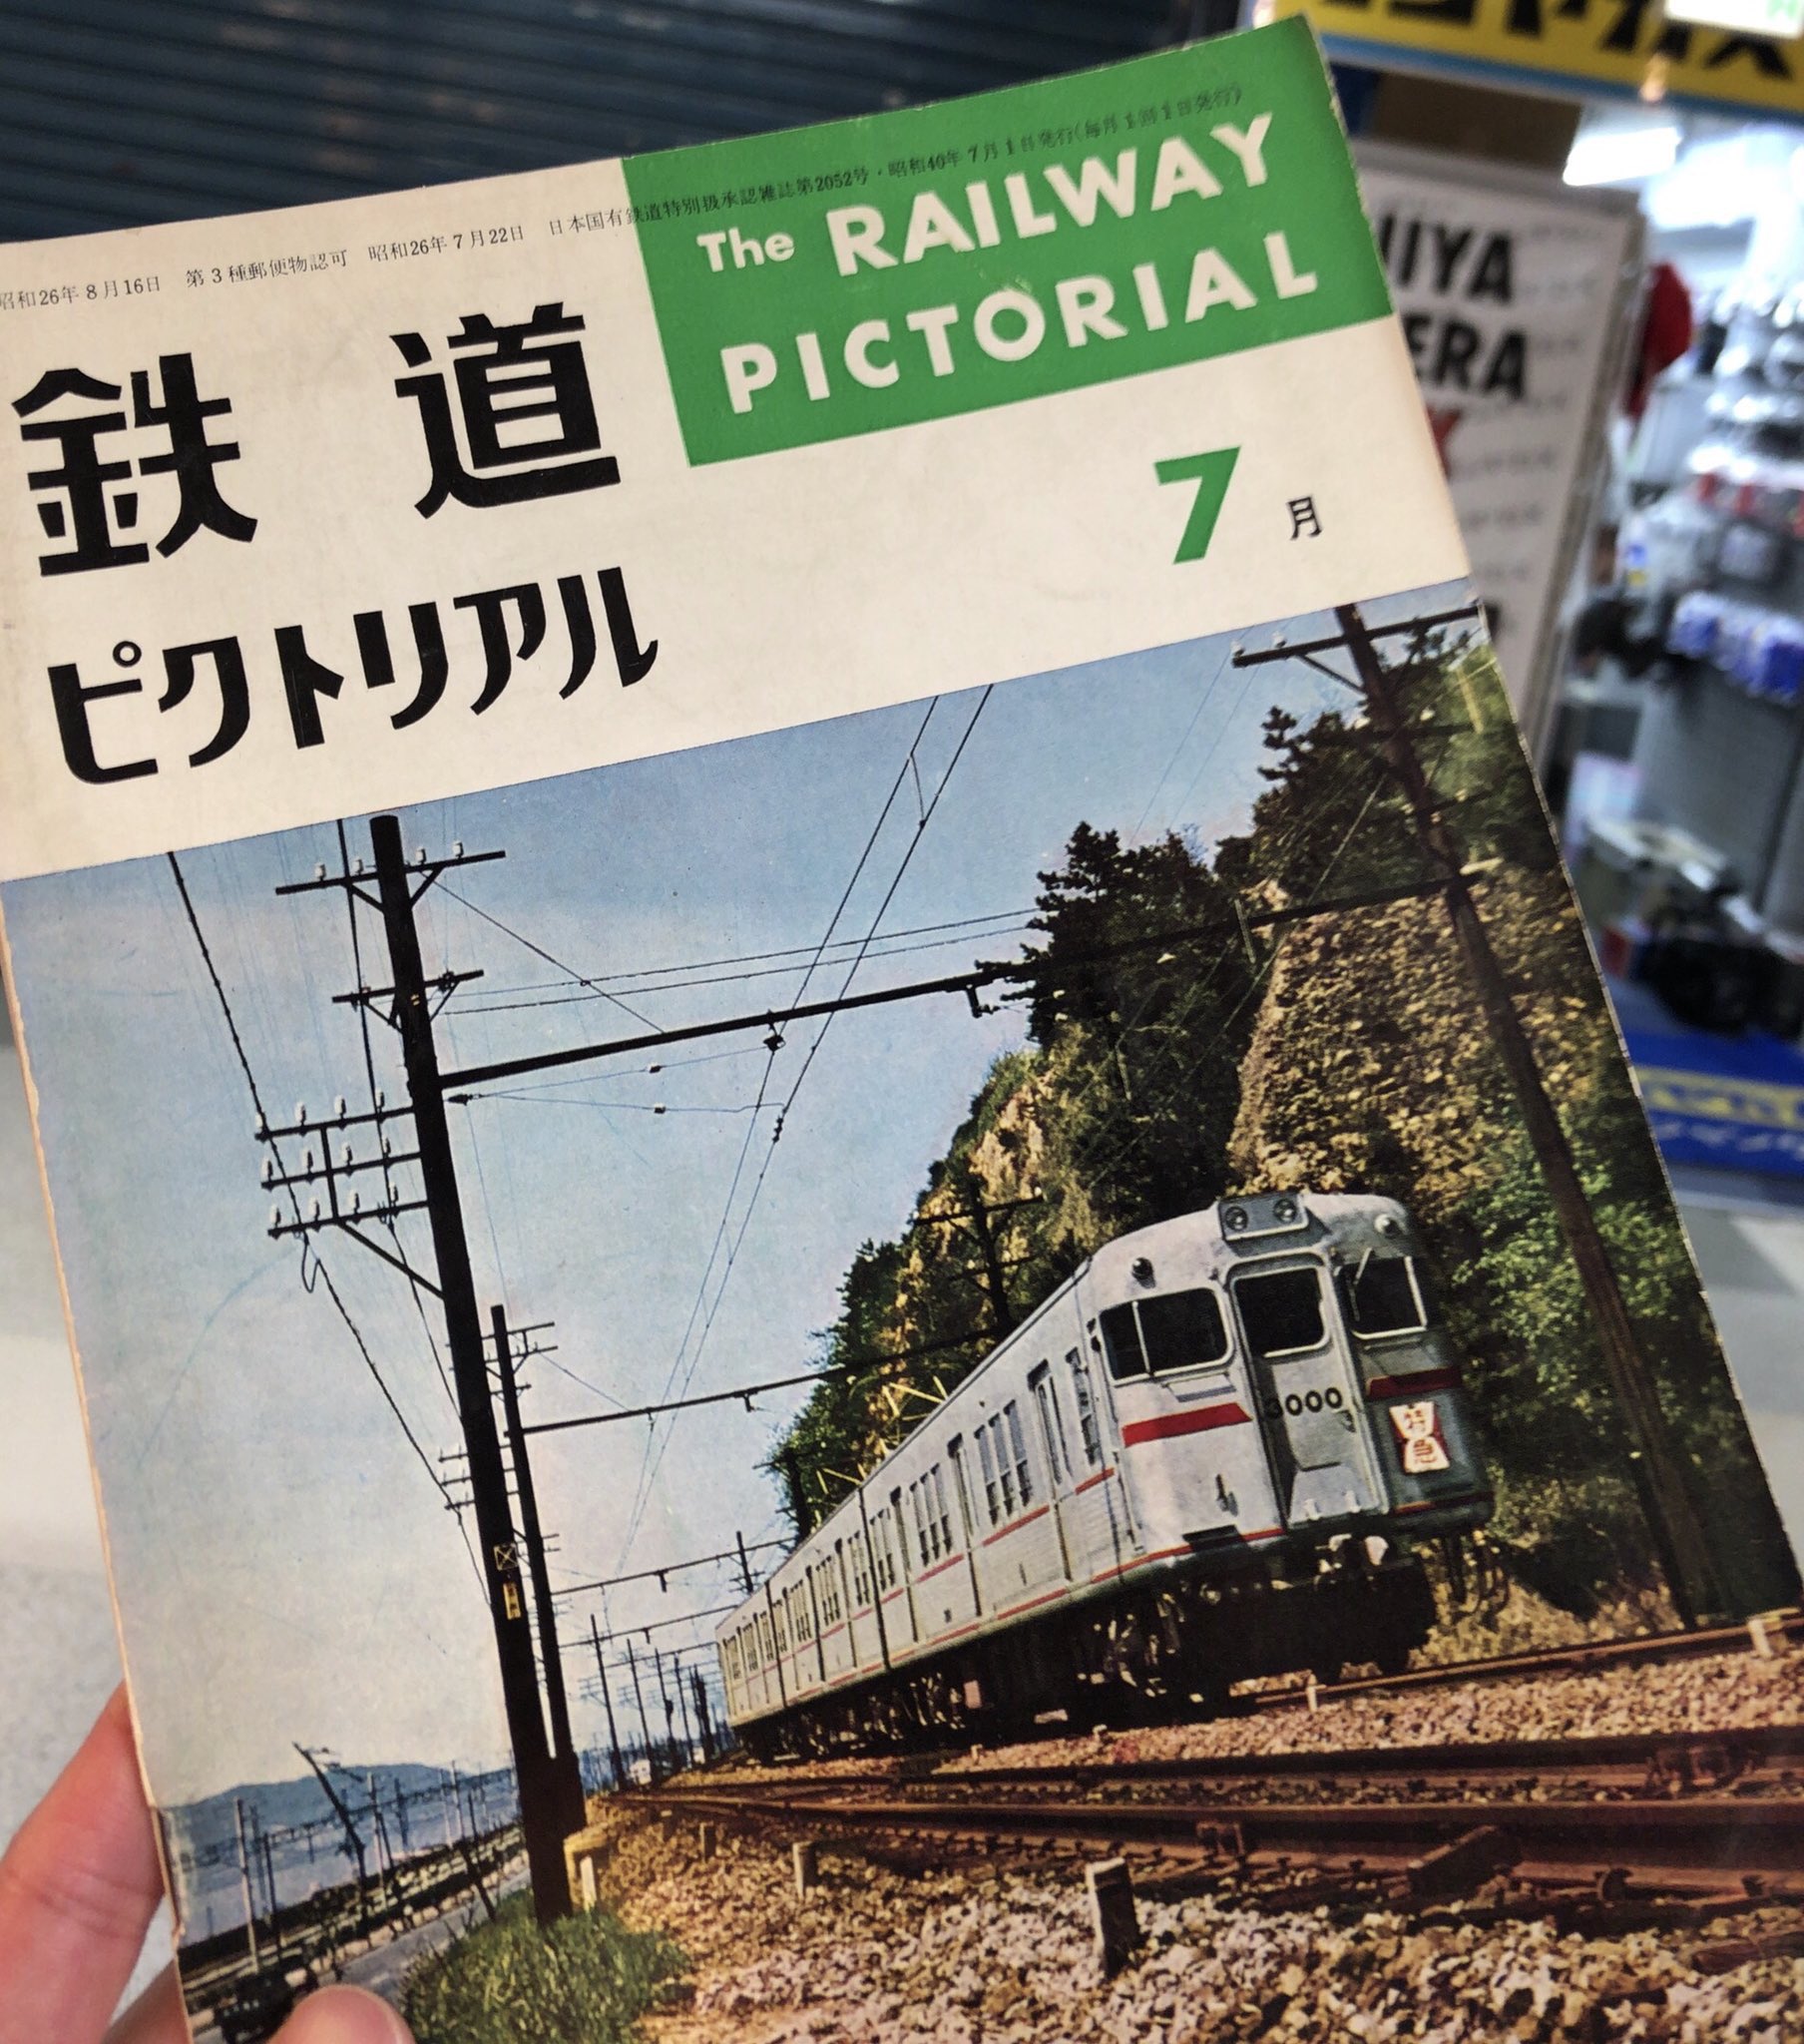 昭和26年8月16日 第3種郵便物認可 昭和26年7月22日 日本国有鉄道特別扱承認雑誌第2052号・昭和40年7月1日発行(毎月1回1日発行)
The RAILWAY
PICTORIAL
鉄道
ピクトリアル
7月
3000
特急